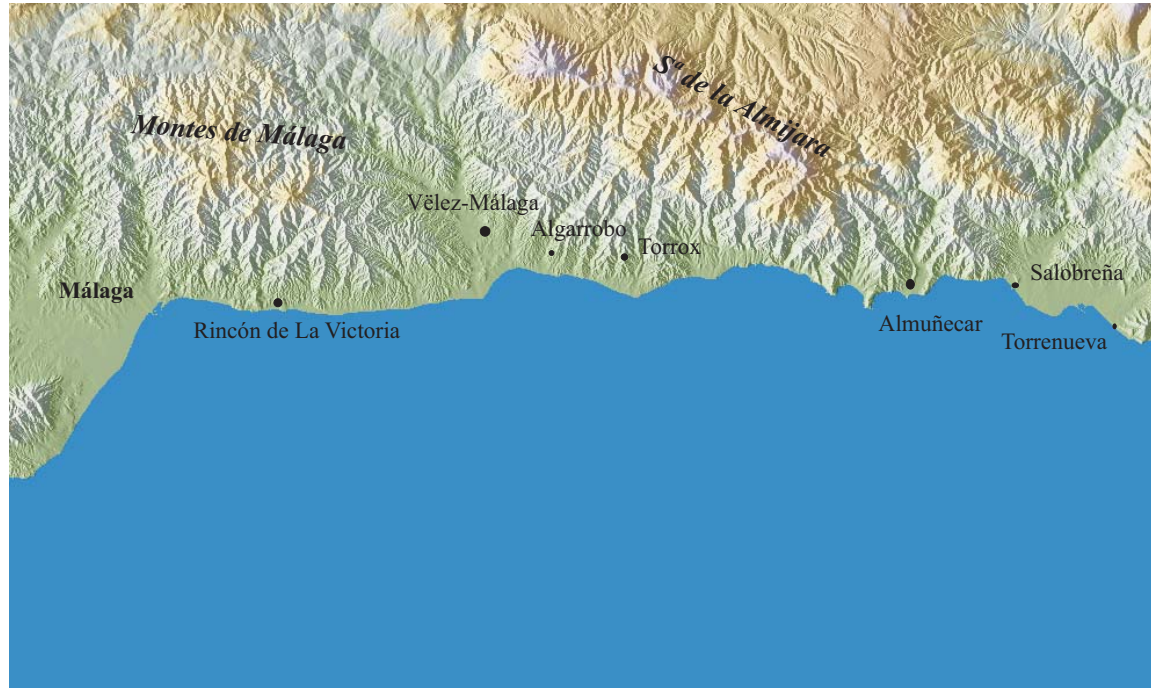 Sª de la Almijara
Montes de Málaga
Vëlez-Málaga
Algarrobo
Torrox
Málaga
Rincón de La Victoria
Almuñecar
Salobreña
Torrenueva